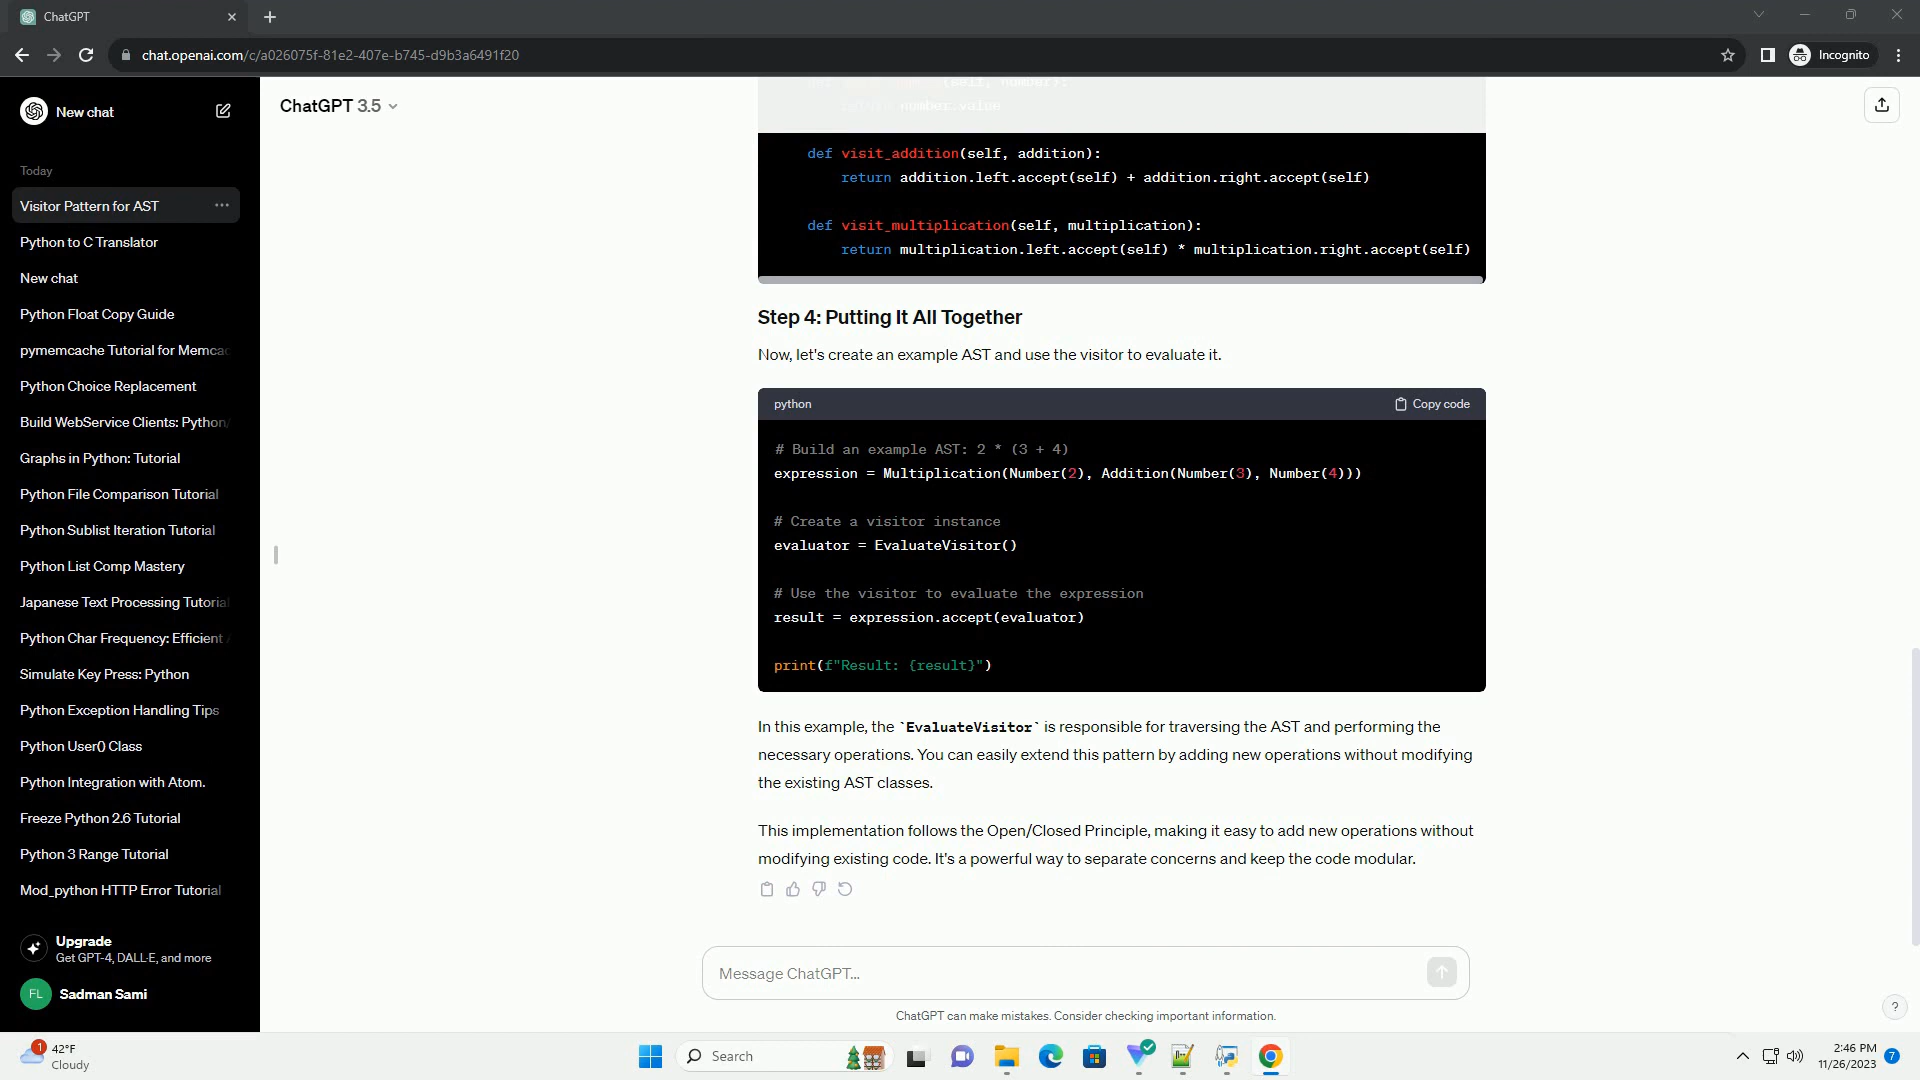 ChatGPT
chat.openai.com/c/a026075f-81e2-407e-b745-d9b3a6491f20
Incognito
New chat
Today
Visitor Pattern for AST
Python to C Translator
New chat
Python Float Copy Guide
pymemcache Tutorial for Memcac
Python Choice Replacement
Build WebService Clients: Python/
Graphs in Python: Tutorial
Python File Comparison Tutorial
Python Sublist Iteration Tutorial
Python List Comp Mastery
Japanese Text Processing Tutorial
Python Char Frequency: Efficient A
Simulate Key Press: Python
Python Exception Handling Tips
Python User() Class
Python Integration with Atom.
Freeze Python 2.6 Tutorial
Python 3 Range Tutorial
Mod_python HTTP Error Tutorial
Upgrade
Get GPT-4, DALL·E, and more
FL
Sadman Sami
ChatGPT 3.5
(self, number):
number.value
def visit_addition(self, addition):
return addition.left.accept(self) + addition.right.accept(self)
def visit_multiplication(self, multiplication):
return multiplication.left.accept(self) * multiplication.right.accept(self)
Step 4: Putting It All Together
Now, let's create an example AST and use the visitor to evaluate it.
python
Copy code
# Build an example AST: 2 * (3 + 4)
expression = Multiplication(Number(2), Addition(Number(3), Number(4)))
# Create a visitor instance
evaluator = EvaluateVisitor()
# Use the visitor to evaluate the expression
result = expression.accept(evaluator)
print(f"Result: {result}")
In this example, the `EvaluateVisitor` is responsible for traversing the AST and performing the
necessary operations. You can easily extend this pattern by adding new operations without modifying
the existing AST classes.
This implementation follows the Open/Closed Principle, making it easy to add new operations without
modifying existing code. It's a powerful way to separate concerns and keep the code modular.
Message ChatGPT...
ChatGPT can make mistakes. Consider checking important information.
?
1
42°F
Cloudy
Search
2:46 PM
11/26/2023
7